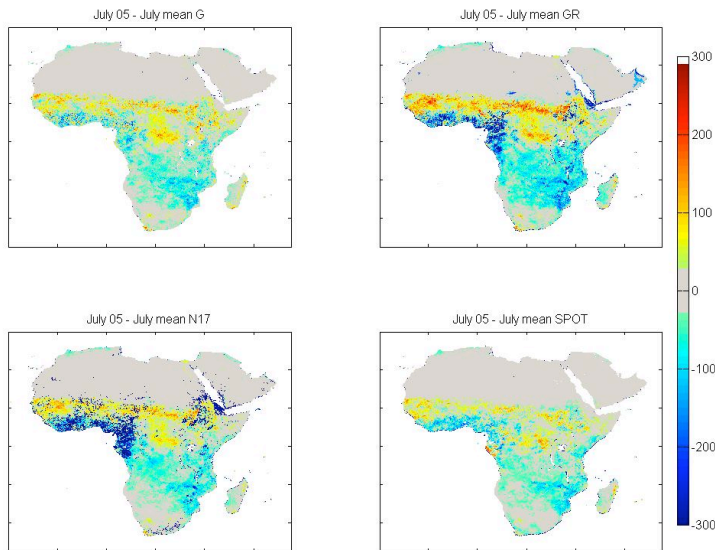 July 05 - July mean G
July 05 - July mean GR
300
200
100
0
-100
-200
-300
July 05 - July mean N17
July 05 - July mean SPOT